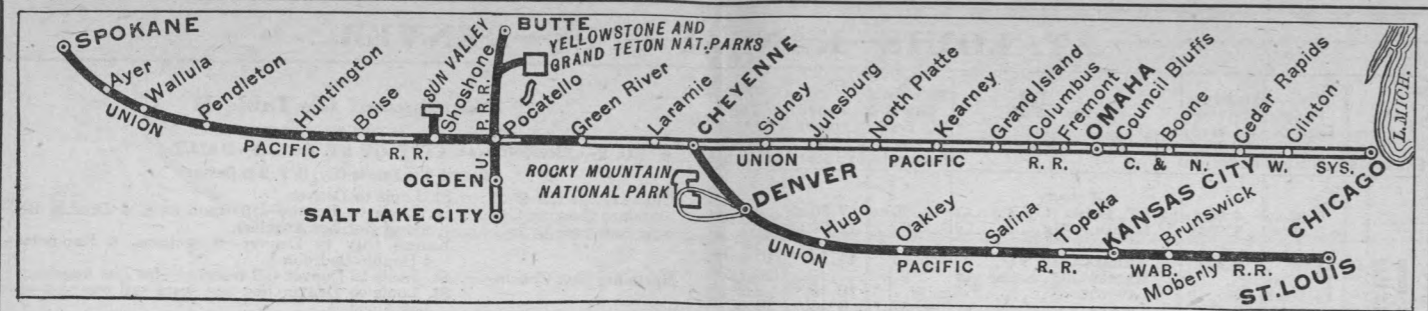 SPOKANE
Ayer
Wallula
Pendleton
Huntington
Boise
SUN VALLEY
Shoshone
BUTTE
YELLOWSTONE AND
GRAND TETON NAT. PARKS
Pocatello
Green River
Laramie
CHEYENNE
Sidney
Julesburg
North Platte
Kearney
Grand Island
Columbus
Fremont
OMAHA
Council Bluffs
Boone
Cedar Rapids
Clinton
L. MICH.
CHICAGO
UNION
PACIFIC
R. R.
U. P. R. R.
UNION
PACIFIC
R. R.
C. & N. W. SYS.
OGDEN
SALT LAKE CITY
ROCKY MOUNTAIN
NATIONAL PARK
DENVER
Hugo
Oakley
Salina
Topeka
KANSAS CITY
Brunswick
Moberly
ST. LOUIS
UNION
PACIFIC
R. R.
WAB.
R. R.